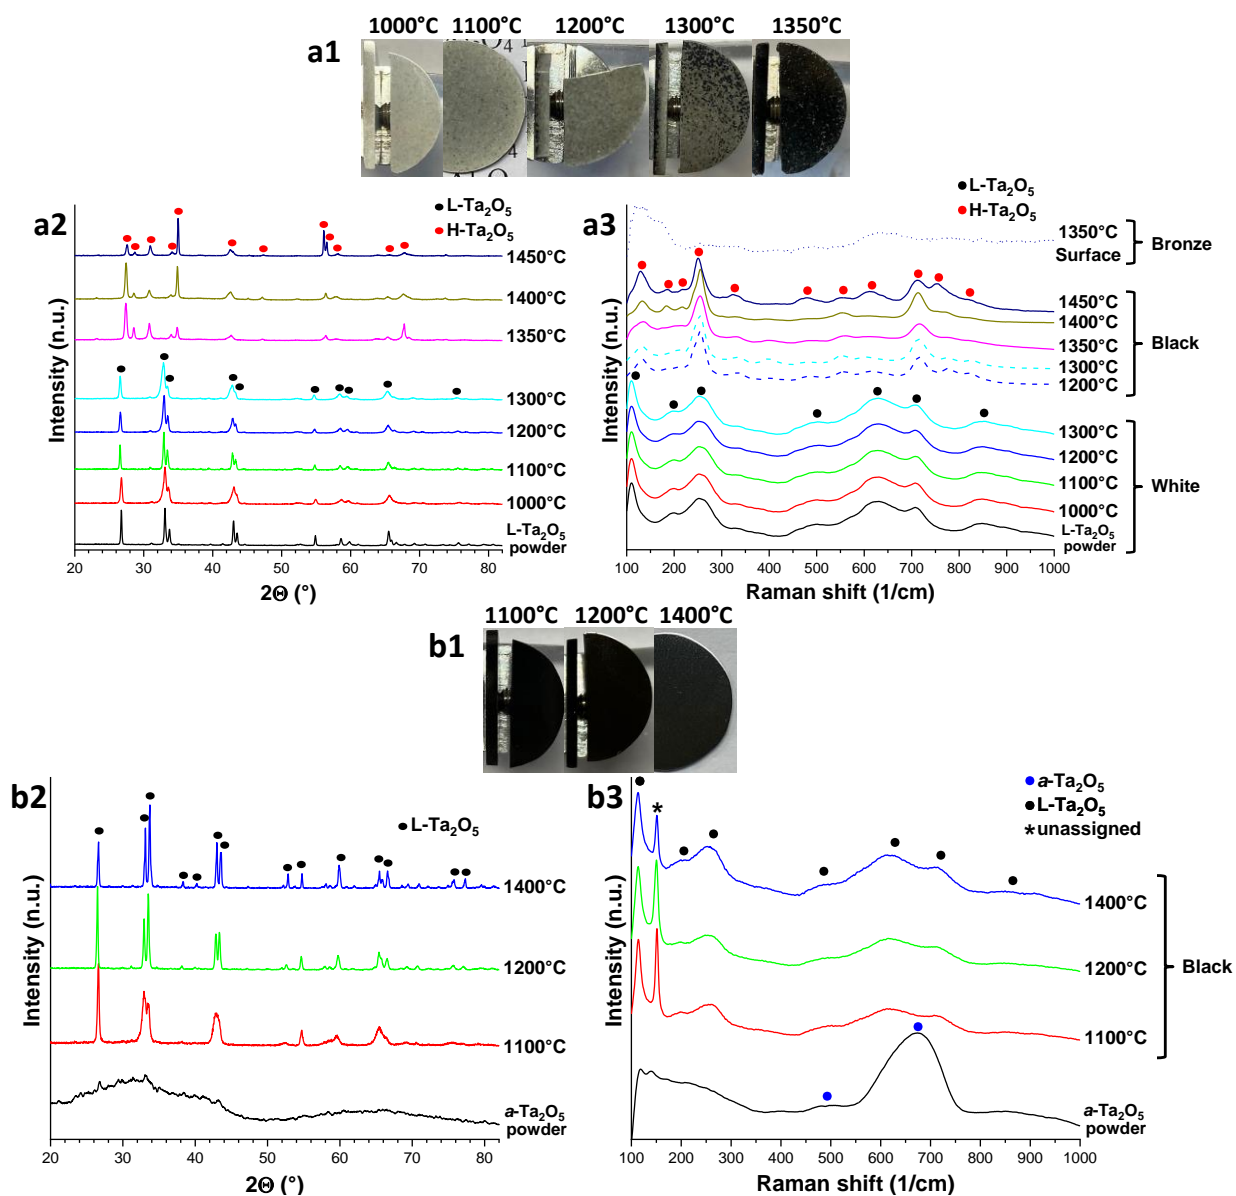 1000°C 1100°C 1200°C 1300°C 1350°C
a1
a2
L-Ta₂O₅
H-Ta₂O₅
1450°C
1400°C
1350°C
1300°C
1200°C
1100°C
1000°C
L-Ta₂O₅
powder
Intensity (n.u.)
20 30 40 50 60 70 80
2Θ (°)
a3
L-Ta₂O₅
H-Ta₂O₅
1350°C
Surface
Bronze
1450°C
1400°C
1350°C
1300°C
1200°C
Black
1300°C
1200°C
1100°C
1000°C
L-Ta₂O₅
powder
White
Intensity (n.u.)
100 200 300 400 500 600 700 800 900 1000
Raman shift (1/cm)
1100°C 1200°C 1400°C
b1
b2
L-Ta₂O₅
1400°C
1200°C
1100°C
a-Ta₂O₅
powder
Intensity (n.u.)
20 30 40 50 60 70 80
2Θ (°)
b3
a-Ta₂O₅
L-Ta₂O₅
*unassigned
*
1400°C
1200°C
1100°C
Black
a-Ta₂O₅
powder
Intensity (n.u.)
100 200 300 400 500 600 700 800 900 1000
Raman shift (1/cm)